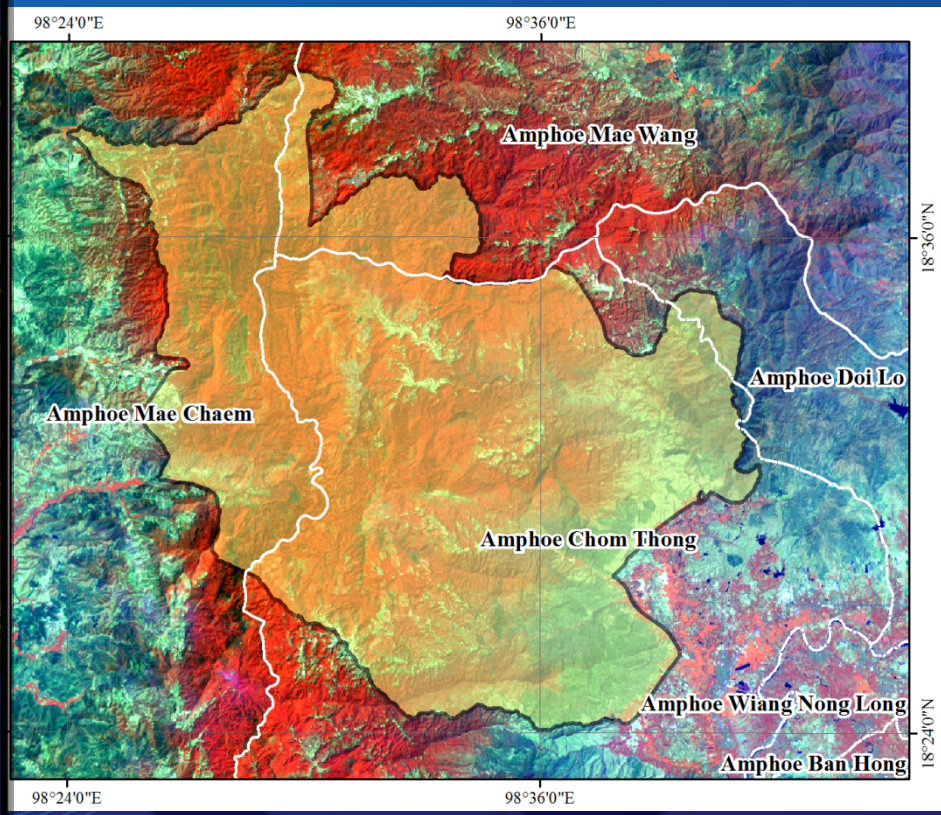 98°24'0"E
98°36'0"E
Amphoe Mae Wang
18°36'0"N
Amphoe Doi Lo
Amphoe Mae Chaem
Amphoe Chom Thong
Amphoe Wiang Nong Long
18°24'0"N
Amphoe Ban Hong
98°24'0"E
98°36'0"E